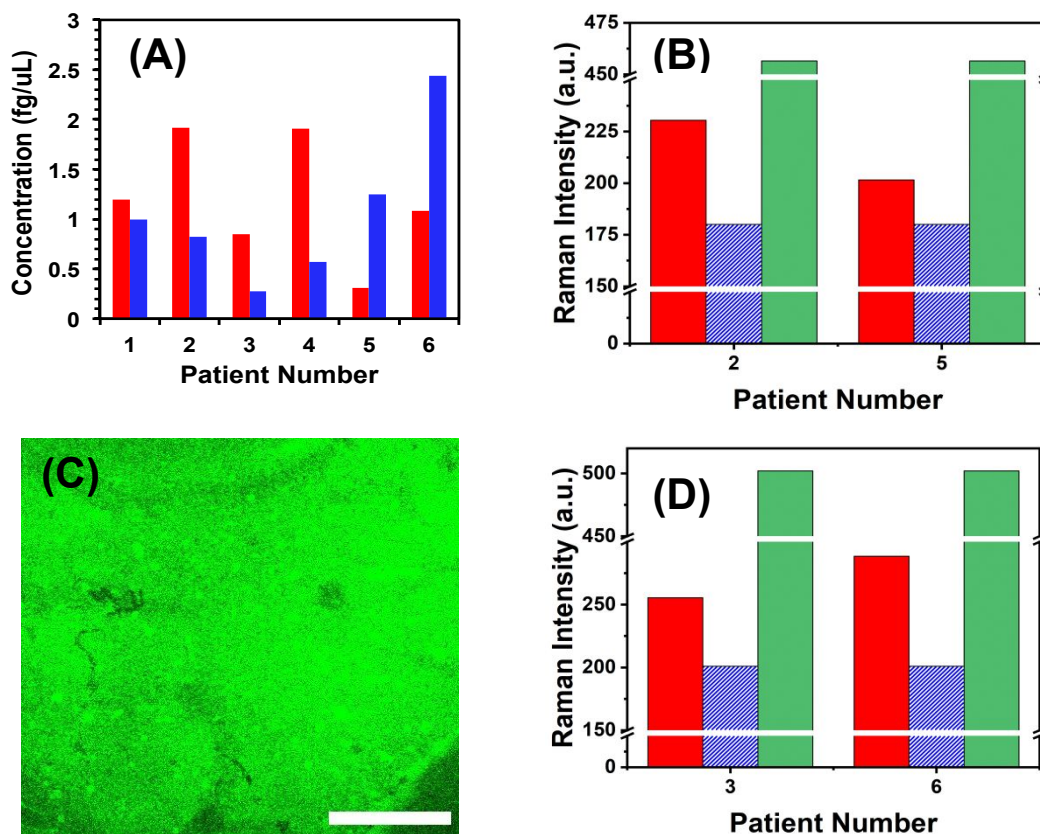 (A)
Concentration (fg/uL)
3
2.5
2
1.5
1
0.5
0
1 2 3 4 5 6
Patient Number
(B)
Raman Intensity (a.u.)
475
450
225
200
175
150
0
2 5
Patient Number
(C)
(D)
Raman Intensity (a.u.)
500
450
250
200
150
0
3 6
Patient Number